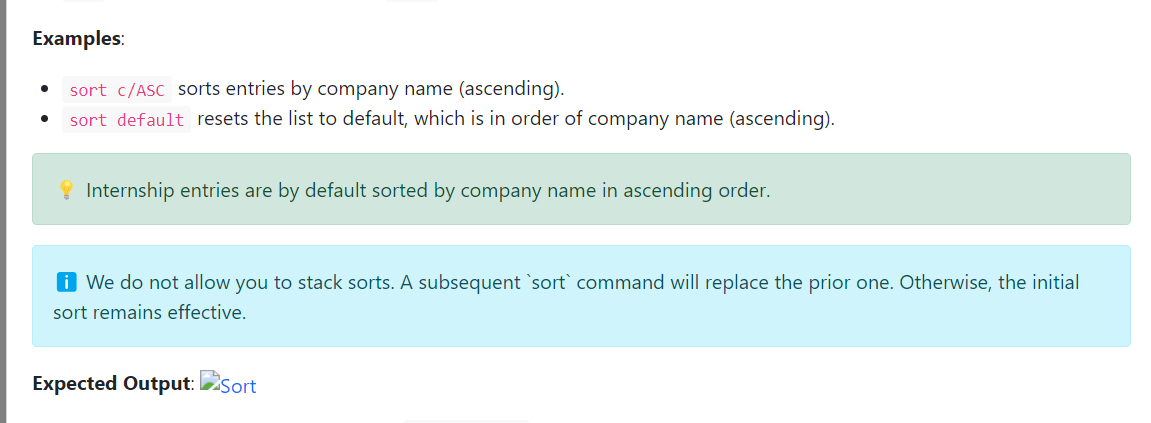 Examples:
• sort c/ASC sorts entries by company name (ascending).
• sort default resets the list to default, which is in order of company name (ascending).
💡 Internship entries are by default sorted by company name in ascending order.
ℹ️ We do not allow you to stack sorts. A subsequent `sort` command will replace the prior one. Otherwise, the initial
sort remains effective.
Expected Output: Sort